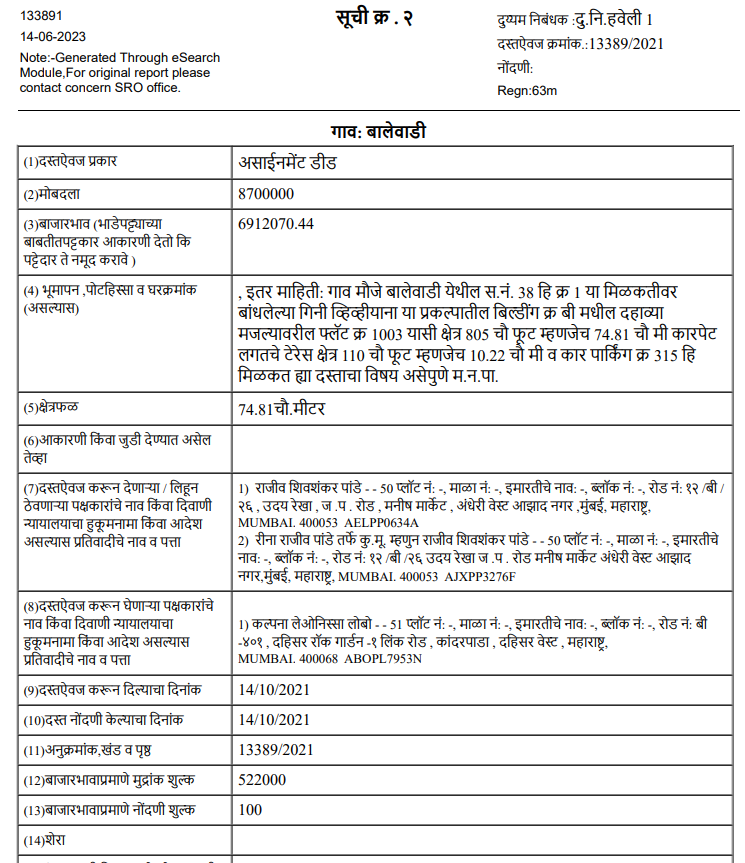 133891
14-06-2023
Note:-Generated Through eSearch
Module,For original report please
contact concern SRO office.
सूची क्र . २
दुय्यम निबंधक :दु.नि.हवेली 1
दस्तऐवज क्रमांक.:13389/2021
नोंदणी:
Regn:63m
गाव: बालेवाडी
(1)दस्तऐवज प्रकार
असाईनमेंट डीड
(2)मोबदला
8700000
(3)बाजारभाव (भाडेपट्ट्याच्या
बाबतीतपट्टकार आकारणी देतो कि
पट्टेदार ते नमूद करावे )
6912070.44
(4) भूमापन ,पोटहिस्सा व घरक्रमांक
(असल्यास)
, इतर माहिती: गाव मौजे बालेवाडी येथील स.नं. 38 हि क्र 1 या मिळकतीवर
बांधलेल्या गिनी व्हिव्हीयाना या प्रकल्पातील बिल्डींग क्र बी मधील दहाव्या
मजल्यावरील फ्लॅट क्र 1003 यासी क्षेत्र 805 चौ फूट म्हणजेच 74.81 चौ मी कारपेट
लगतचे टेरेस क्षेत्र 110 चौ फूट म्हणजेच 10.22 चौ मी व कार पार्किंग क्र 315 हि
मिळकत ह्या दस्ताचा विषय असेपुणे म.न.पा.
(5)क्षेत्रफळ
74.81चौ.मीटर
(6)आकारणी किंवा जुडी देण्यात असेल
तेव्हा
(7)दस्तऐवज करून देणाऱ्या / लिहून
ठेवणाऱ्या पक्षकारांचे नाव किंवा दिवाणी
न्यायालयाचा हुकूमनामा किंवा आदेश
असल्यास प्रतिवादीचे नाव व पत्ता
1) राजीव शिवशंकर पांडे - - 50 प्लॉट नं: -, माळा नं: -, इमारतीचे नाव: -, ब्लॉक नं: -, रोड नं: १२ /बी /
२६ , उदय रेखा , ज .प . रोड , मनीष मार्केट , अंधेरी वेस्ट आझाद नगर ,मुंबई, महाराष्ट्र,
MUMBAI. 400053 AELPP0634A
2) रीना राजीव पांडे तर्फे कु.मू. म्हणुन राजीव शिवशंकर पांडे - - 50 प्लॉट नं: -, माळा नं: -, इमारतीचे
नाव: -, ब्लॉक नं: -, रोड नं: १२ /बी /२६ उदय रेखा ज .प . रोड मनीष मार्केट अंधेरी वेस्ट आझाद
नगर,मुंबई, महाराष्ट्र, MUMBAI. 400053 AJXPP3276F
(8)दस्तऐवज करून घेणाऱ्या पक्षकारांचे
नाव किंवा दिवाणी न्यायालयाचा
हुकूमनामा किंवा आदेश असल्यास
प्रतिवादीचे नाव व पत्ता
1) कल्पना लेओनिस्सा लोबो - - 51 प्लॉट नं: -, माळा नं: -, इमारतीचे नाव: -, ब्लॉक नं: -, रोड नं: बी
-४०१ , दहिसर रॉक गार्डन -१ लिंक रोड , कांदरपाडा , दहिसर वेस्ट , महाराष्ट्र,
MUMBAI. 400068 ABOPL7953N
(9)दस्तऐवज करून दिल्याचा दिनांक
14/10/2021
(10)दस्त नोंदणी केल्याचा दिनांक
14/10/2021
(11)अनुक्रमांक,खंड व पृष्ठ
13389/2021
(12)बाजारभावाप्रमाणे मुद्रांक शुल्क
522000
(13)बाजारभावाप्रमाणे नोंदणी शुल्क
100
(14)शेरा